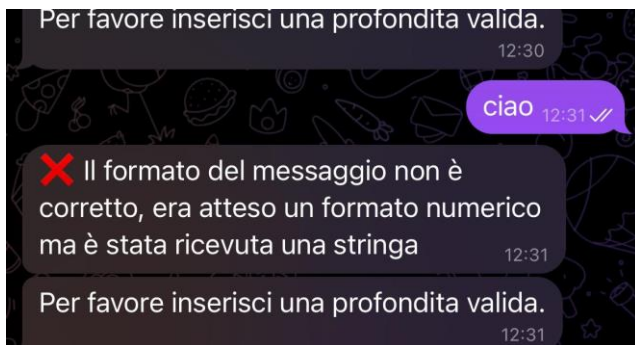 Per favore inserisci una profondita valida.
12:30
ciao 12:31
❌ Il formato del messaggio non è
corretto, era atteso un formato numerico
ma è stata ricevuta una stringa 12:31
Per favore inserisci una profondita valida.
12:31